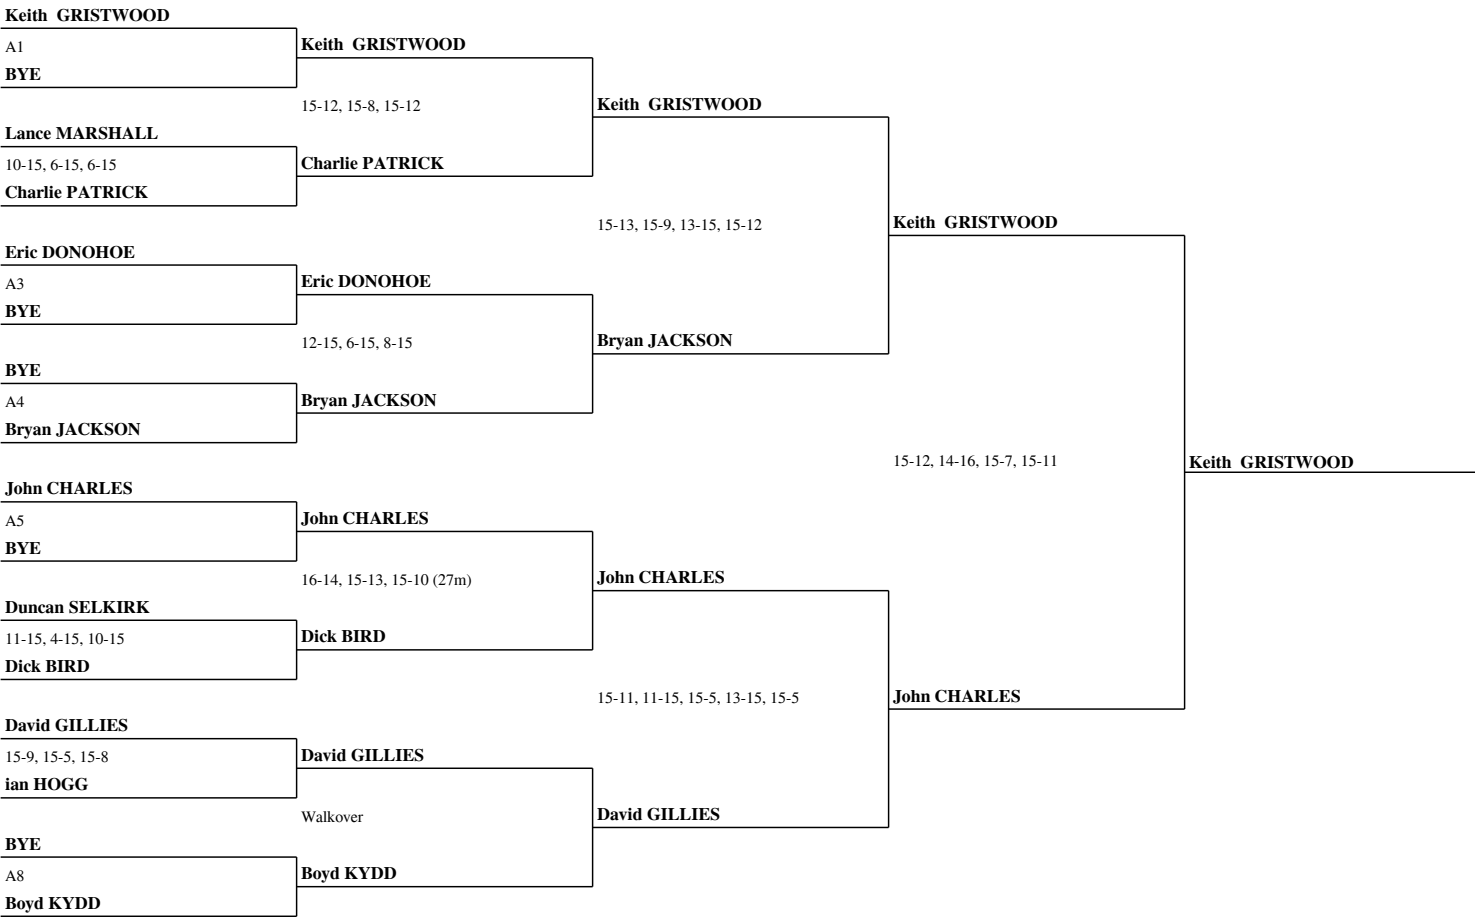 Keith  GRISTWOOD
A1
BYE
Lance MARSHALL
10-15, 6-15, 6-15
Charlie PATRICK
Eric DONOHOE
A3
BYE
BYE
A4
Bryan JACKSON
John CHARLES
A5
BYE
Duncan SELKIRK
11-15, 4-15, 10-15
Dick BIRD
David GILLIES
15-9, 15-5, 15-8
ian HOGG
BYE
A8
Boyd KYDD
Keith  GRISTWOOD
15-12, 15-8, 15-12
Charlie PATRICK
Eric DONOHOE
12-15, 6-15, 8-15
Bryan JACKSON
John CHARLES
16-14, 15-13, 15-10 (27m)
Dick BIRD
David GILLIES
Walkover
Boyd KYDD
Keith  GRISTWOOD
15-13, 15-9, 13-15, 15-12
Bryan JACKSON
John CHARLES
15-11, 11-15, 15-5, 13-15, 15-5
David GILLIES
Keith  GRISTWOOD
15-12, 14-16, 15-7, 15-11
John CHARLES
Keith  GRISTWOOD